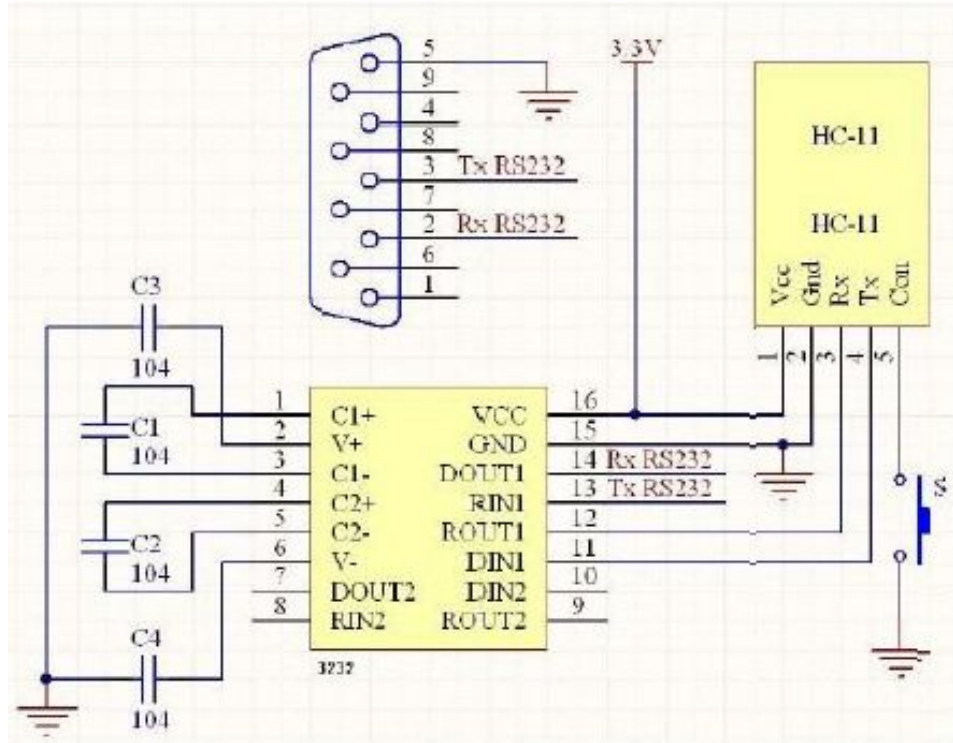 5
9
4
8
3 Tx RS232
7
2 Rx RS232
6
1
3.3V
HC-11
HC-11
Vcc
Gnd
Rx
Tx
Con
1
2
3
4
5
C3
104
C1
104
C2
104
C4
104
1 C1+ VCC 16
2 V+ GND 15
3 C1- DOUT1 14 Rx RS232
4 C2+ RIN1 13 Tx RS232
5 C2- ROUT1 12
6 V- DIN1 11
7 DOUT2 DIN2 10
8 RIN2 ROUT2 9
3232
S